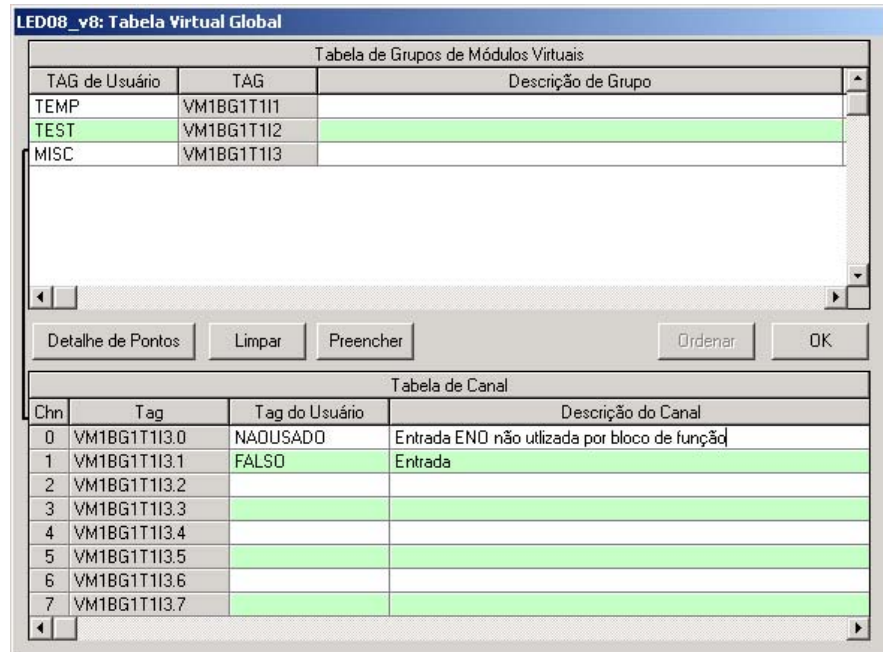 LED08_v8: Tabela Virtual Global
Tabela de Grupos de Módulos Virtuais
TAG de Usuário TAG Descrição de Grupo
TEMP VM1BG1T1I1
TEST VM1BG1T1I2
MISC VM1BG1T1I3
Detalhe de Pontos Limpar Preencher Ordenar OK
Tabela de Canal
Chn Tag Tag do Usuário Descrição do Canal
0 VM1BG1T1I3.0 NAOUSADO Entrada ENO não utlizada por bloco de função
1 VM1BG1T1I3.1 FALSO Entrada
2 VM1BG1T1I3.2
3 VM1BG1T1I3.3
4 VM1BG1T1I3.4
5 VM1BG1T1I3.5
6 VM1BG1T1I3.6
7 VM1BG1T1I3.7